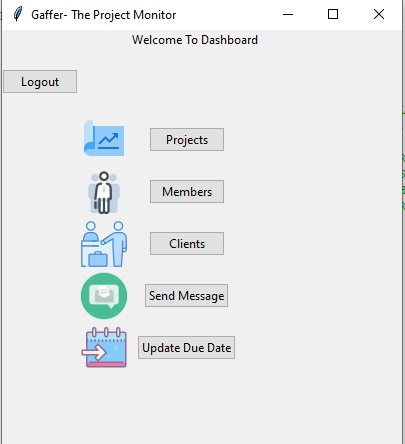 Gaffer- The Project Monitor
Welcome To Dashboard
Logout
Projects
Members
Clients
Send Message
Update Due Date